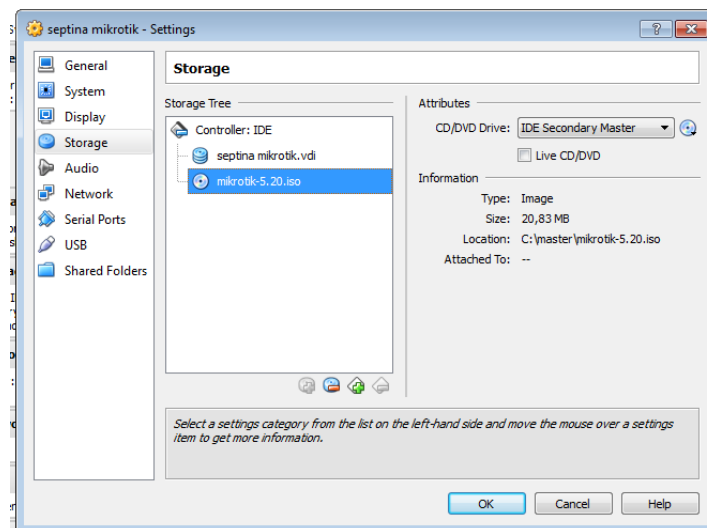 septina mikrotik - Settings
General
System
Display
Storage
Audio
Network
Serial Ports
USB
Shared Folders
Storage
Storage Tree
Controller: IDE
septina mikrotik.vdi
mikrotik-5.20.iso
Attributes
CD/DVD Drive: IDE Secondary Master
Live CD/DVD
Information
Type: Image
Size: 20,83 MB
Location: C:\master\mikrotik-5.20.iso
Attached To: --
Select a settings category from the list on the left-hand side and move the mouse over a settings
item to get more information.
OK Cancel Help